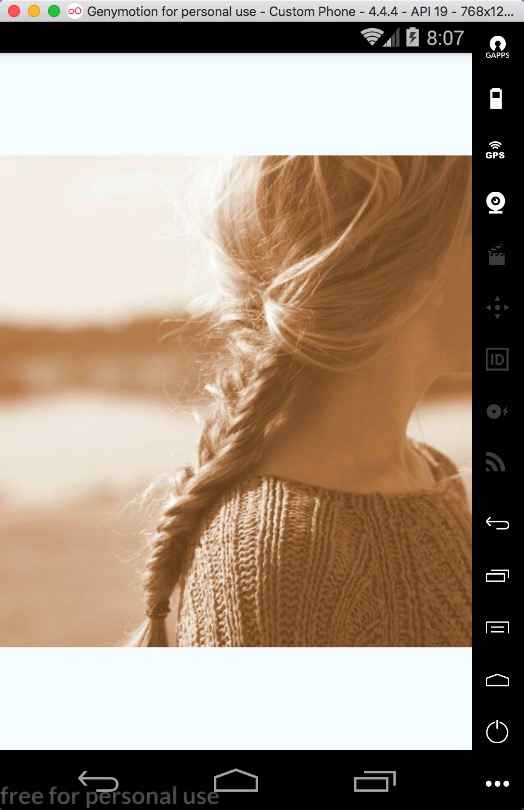 Genymotion for personal use - Custom Phone - 4.4.4 - API 19 - 768x12...
8:07
GAPPS
GPS
ID
free for personal use